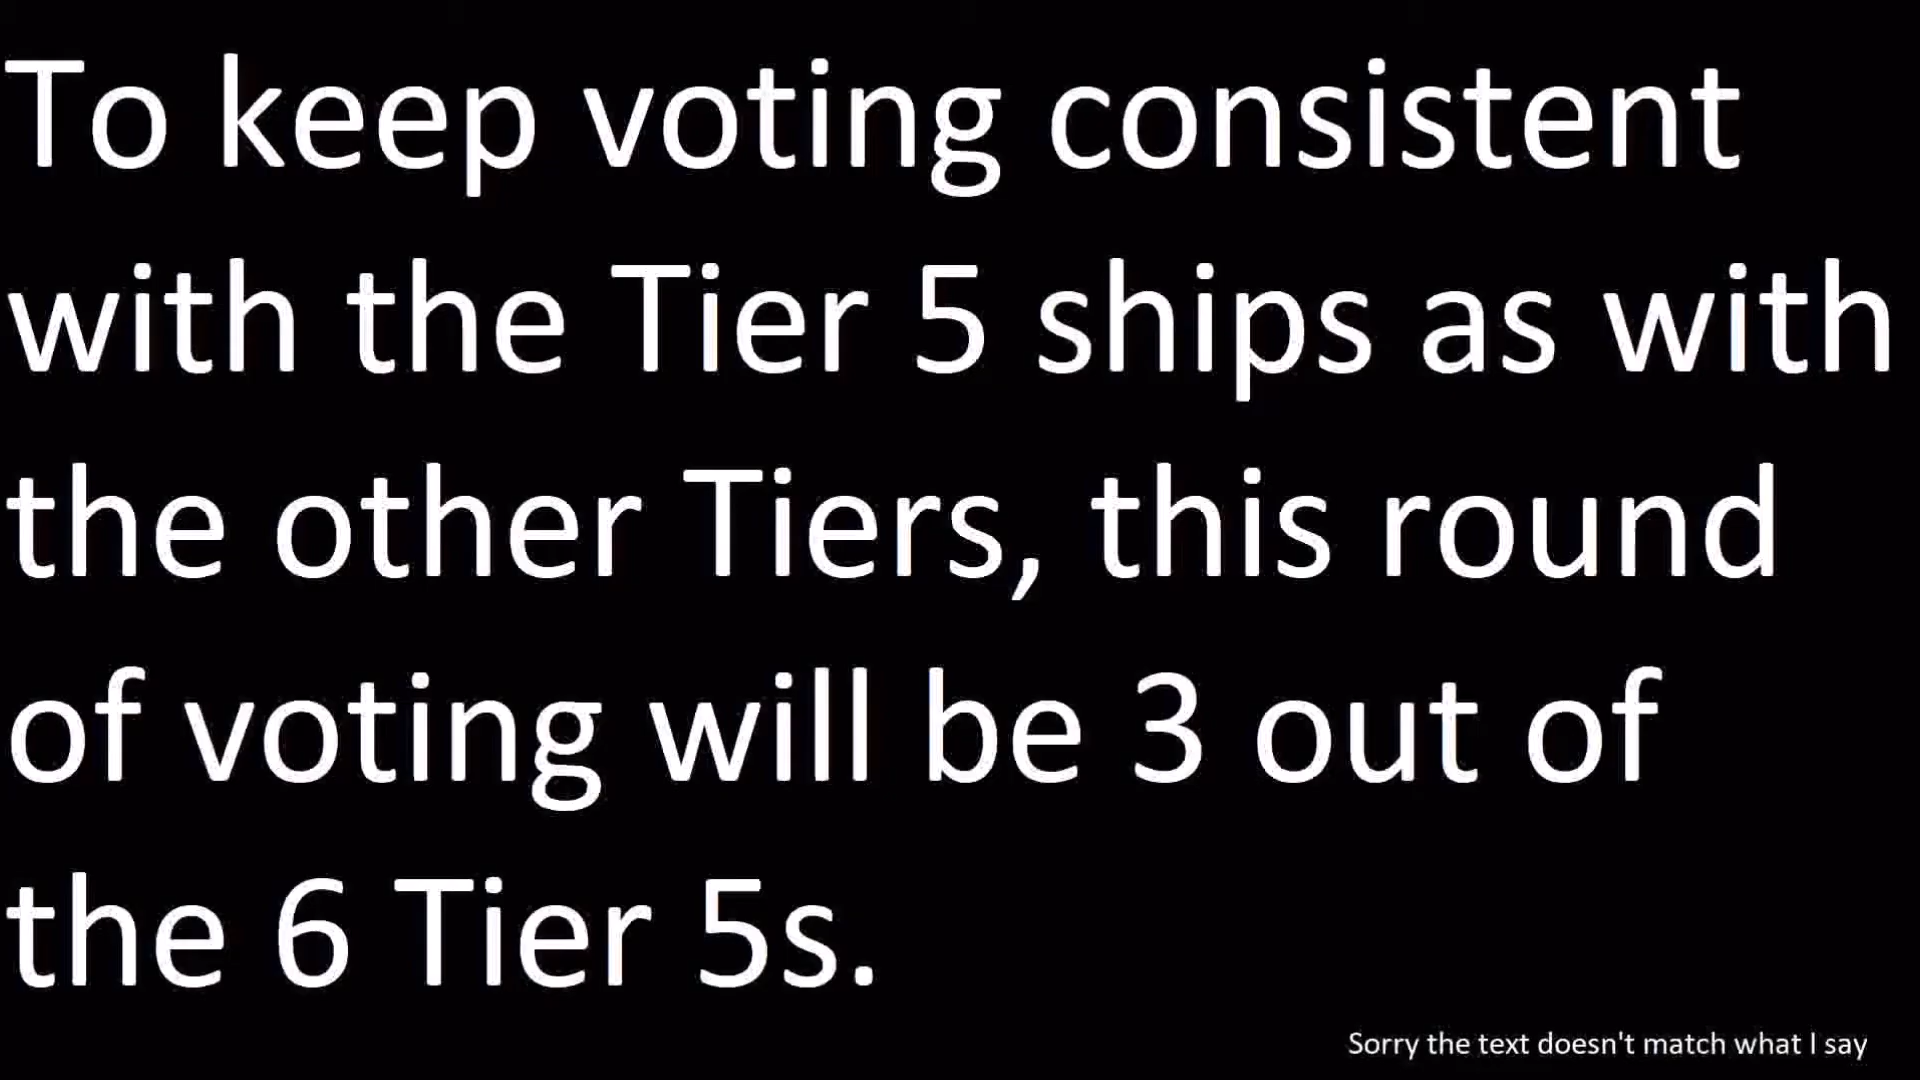 To keep voting consistent
with the Tier 5 ships as with
the other Tiers, this round
of voting will be 3 out of
the 6 Tier 5s.
Sorry the text doesn't match what I say